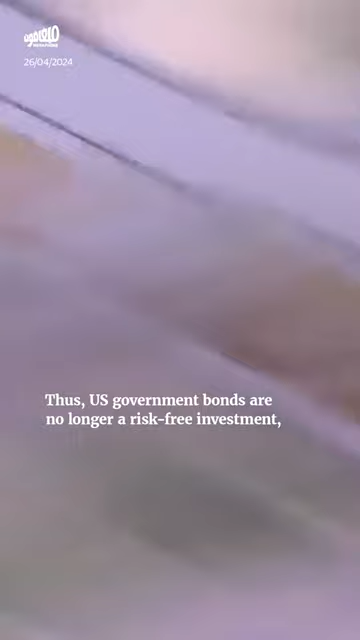 26/04/2024
Thus, US government bonds are
no longer a risk-free investment,